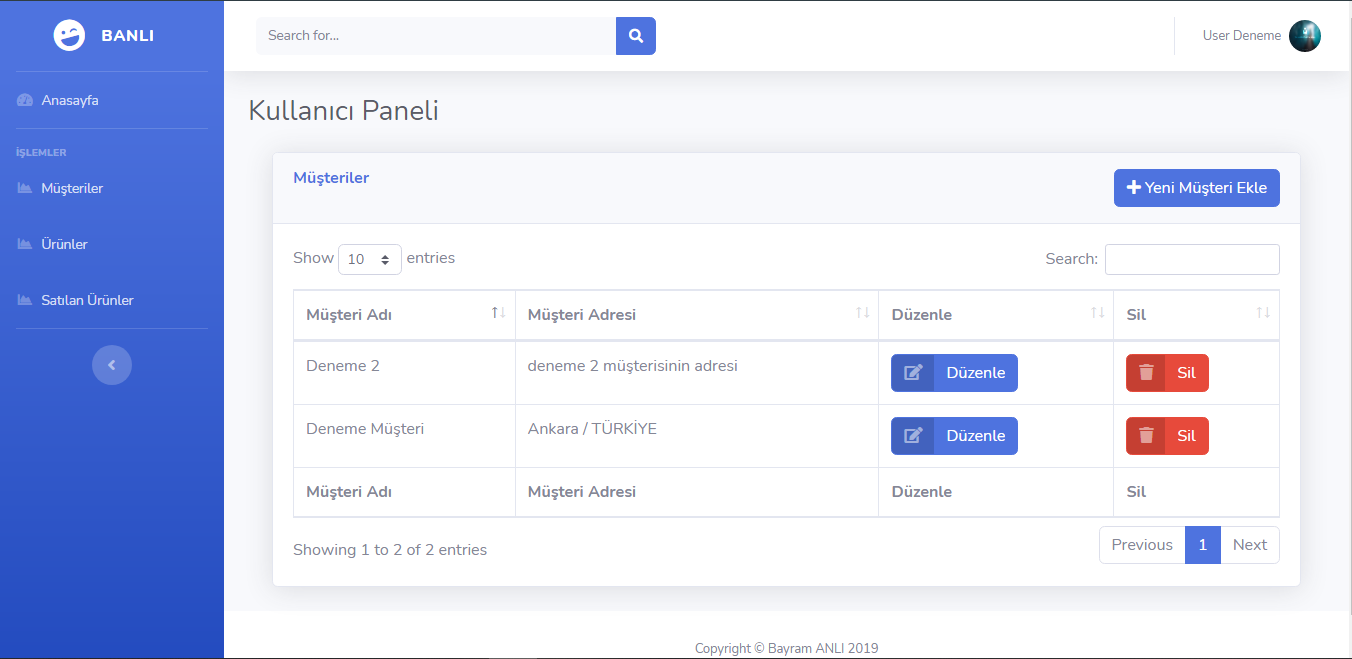 BANLI
Search for...
User Deneme
Anasayfa
İŞLEMLER
Müşteriler
Ürünler
Satılan Ürünler
Kullanıcı Paneli
Müşteriler
Yeni Müşteri Ekle
Show 10 entries
Search:
Müşteri Adı Müşteri Adresi Düzenle Sil
Deneme 2 deneme 2 müşterisinin adresi Düzenle Sil
Deneme Müşteri Ankara / TÜRKİYE Düzenle Sil
Müşteri Adı Müşteri Adresi Düzenle Sil
Showing 1 to 2 of 2 entries
Previous 1 Next
Copyright © Bayram ANLI 2019